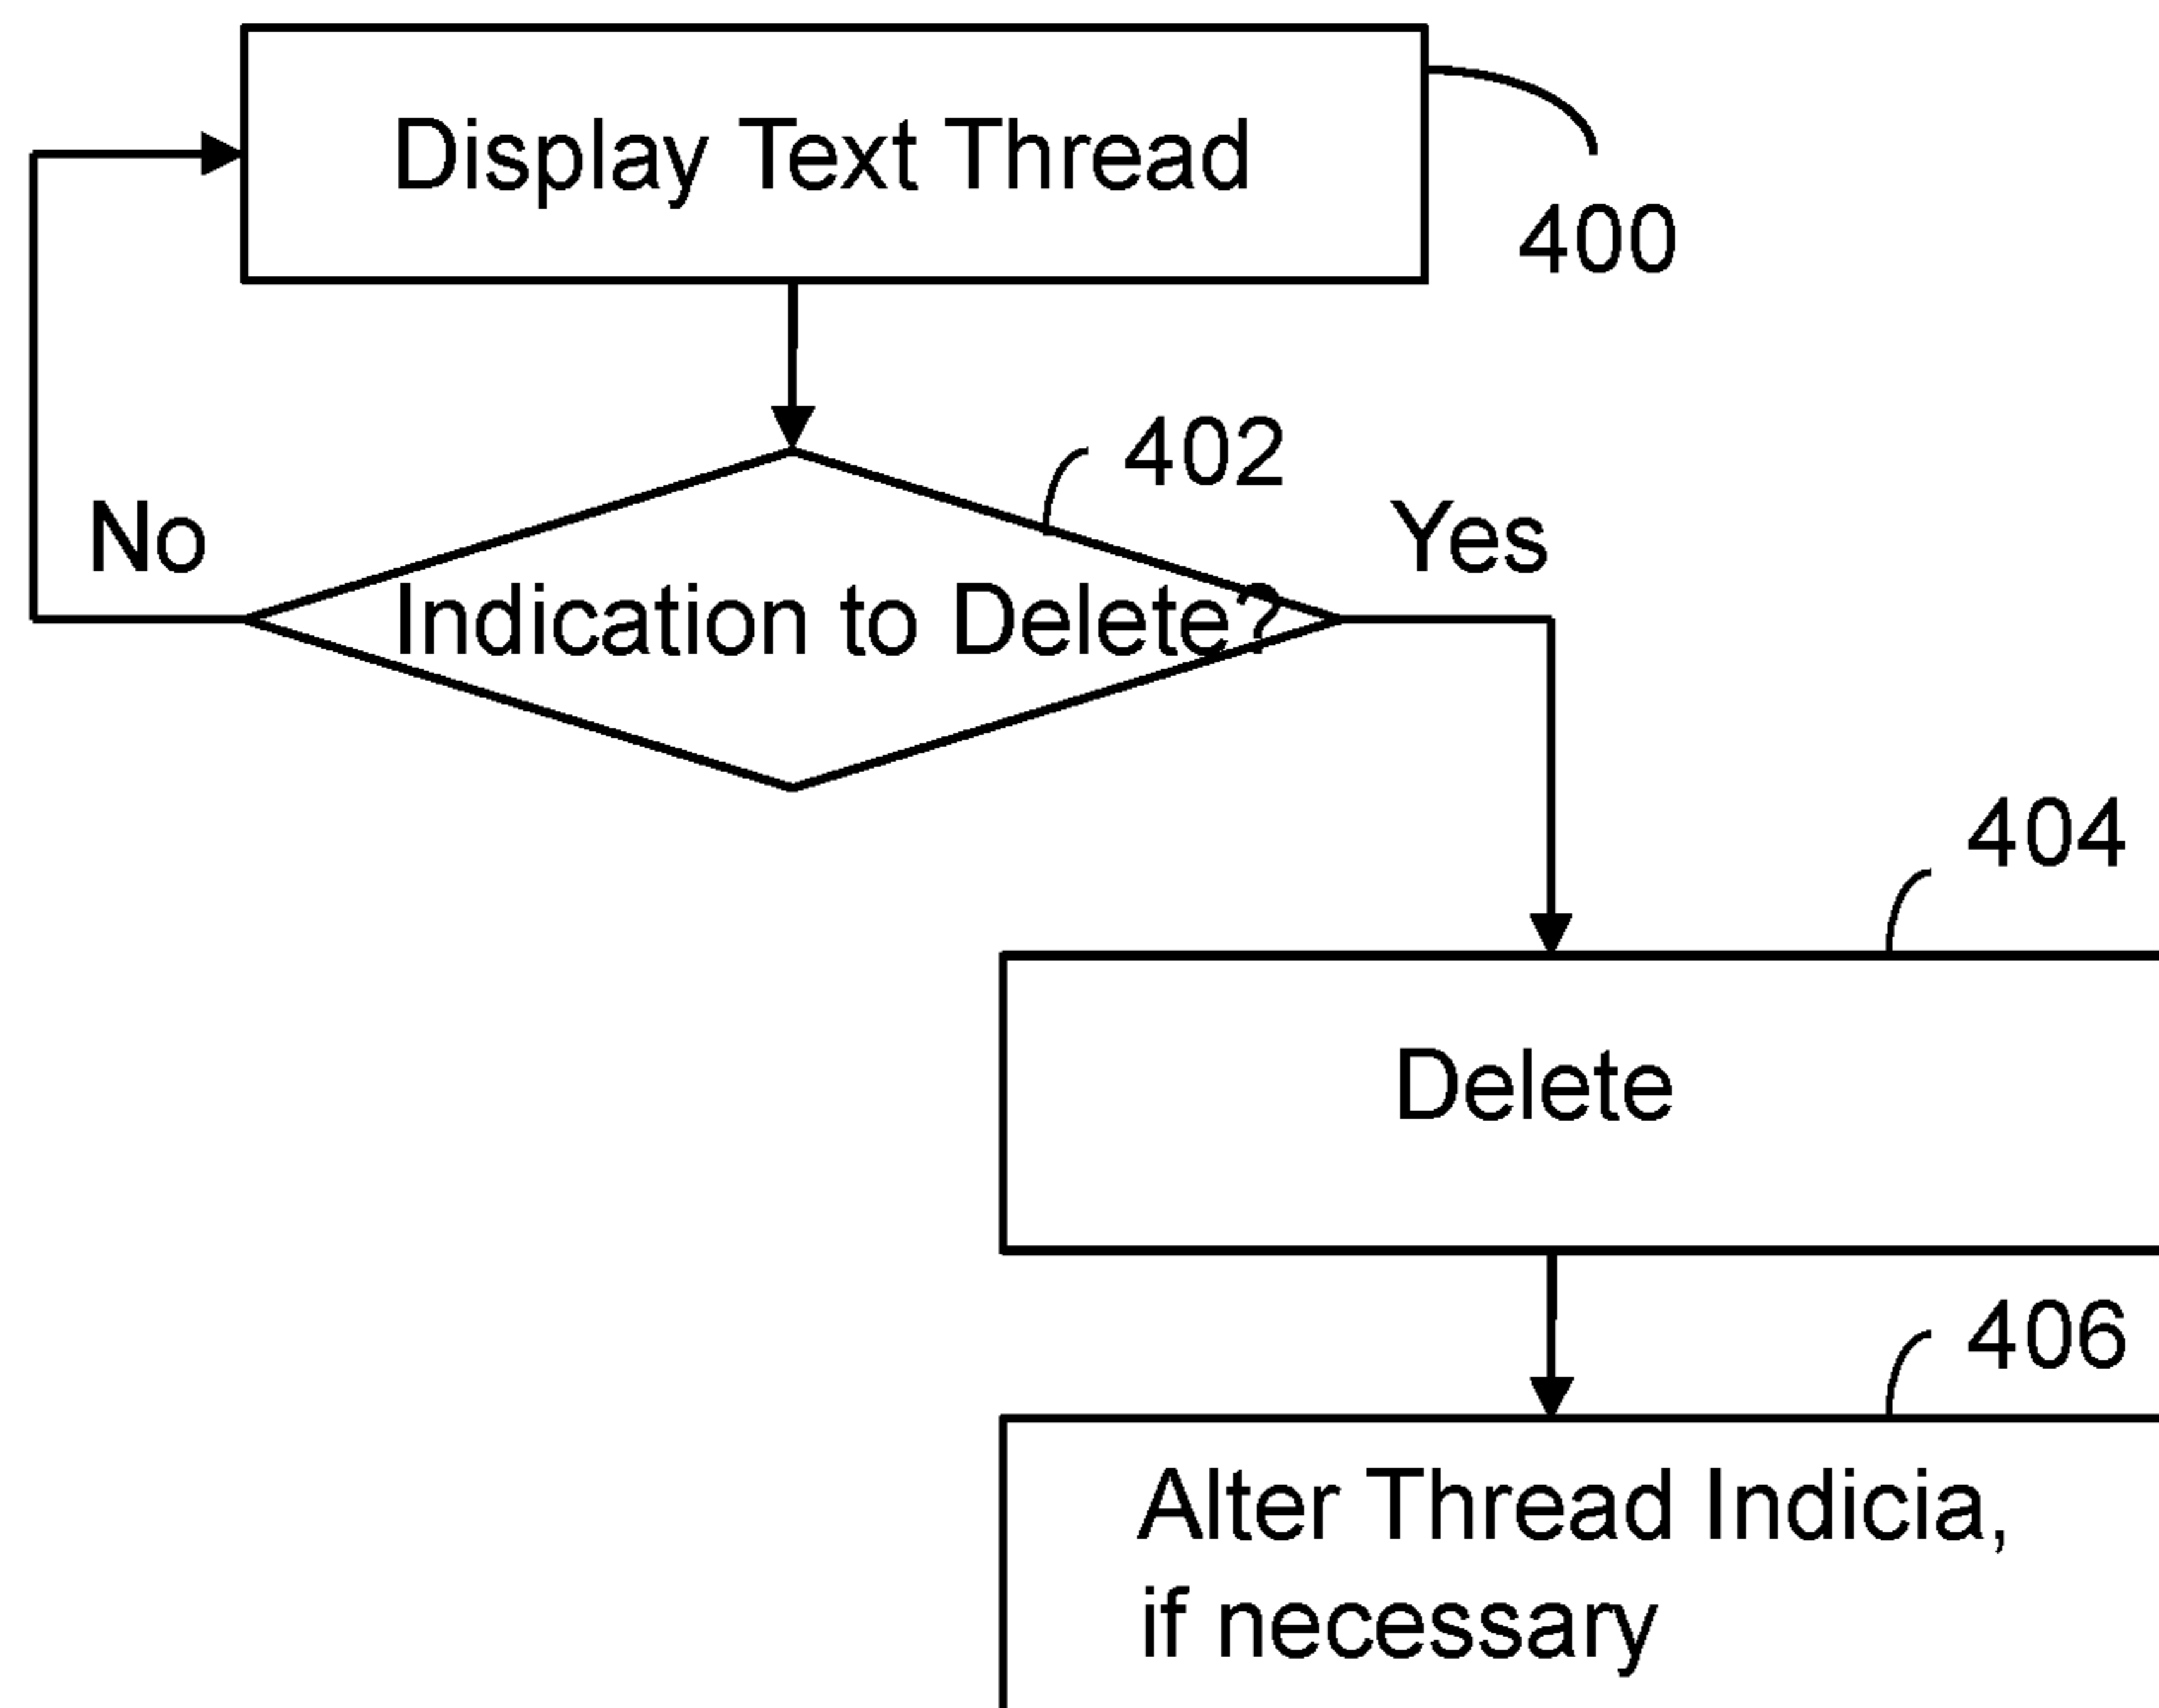 Display Text Thread
400
402
No
Yes
Indication to Delete?
404
Delete
406
Alter Thread Indicia,
if necessary